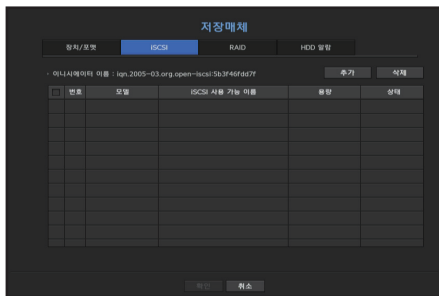 저장매체
장치/포맷 iSCSI RAID HDD 알람
· 이니시에이터 이름 : iqn.2005-03.org.open-iscsi:5b3f46fdd7f 추가 삭제
번호 모델 iSCSI 사용 가능 이름 용량 상태
확인 취소